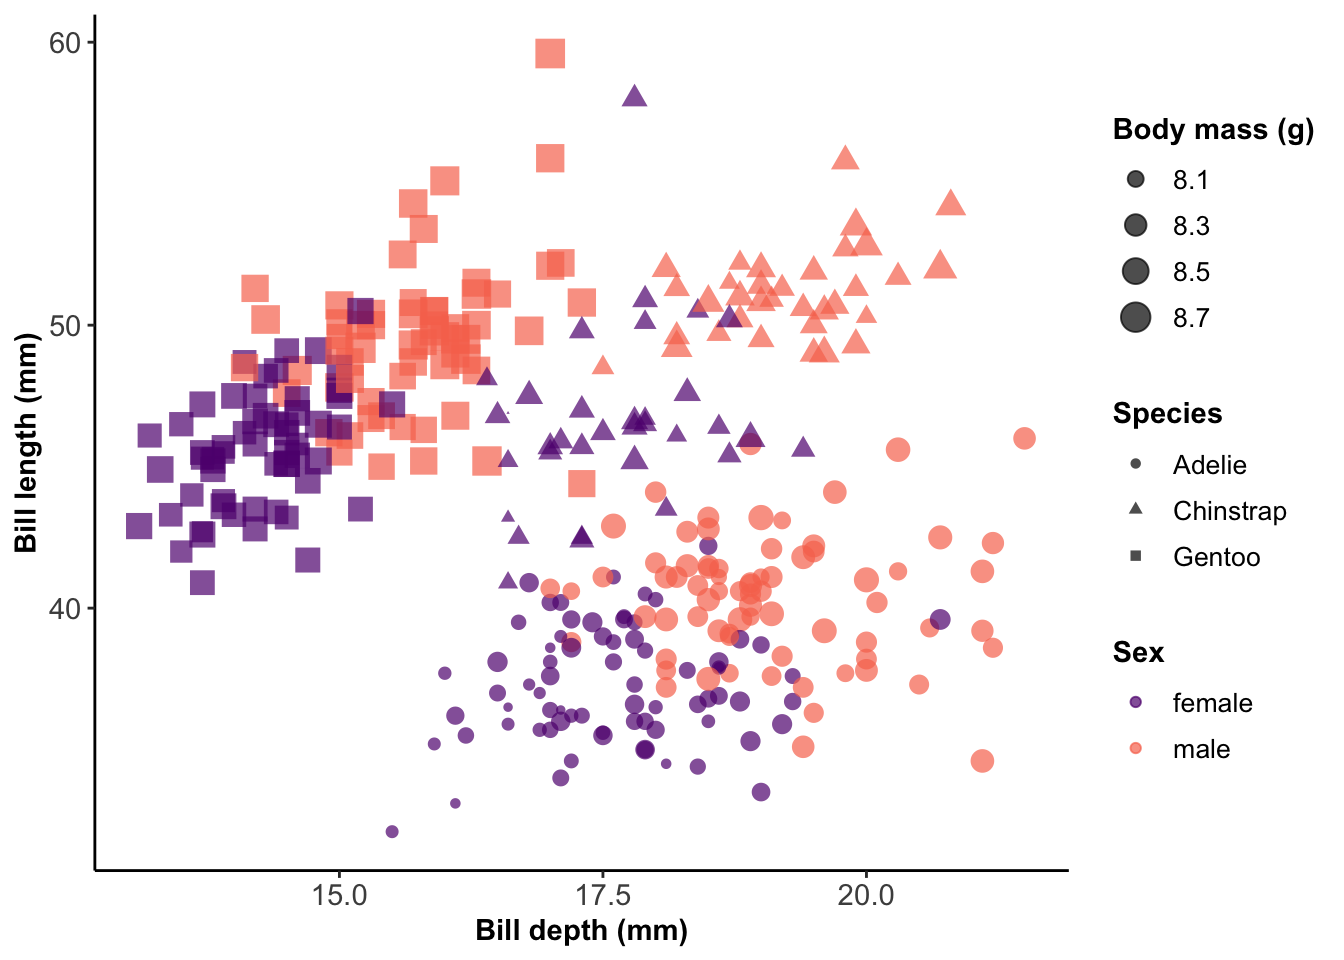 60
50
40
Bill length (mm)
15.0
17.5
20.0
Bill depth (mm)
Body mass (g)
8.1
8.3
8.5
8.7
Species
Adelie
Chinstrap
Gentoo
Sex
female
male